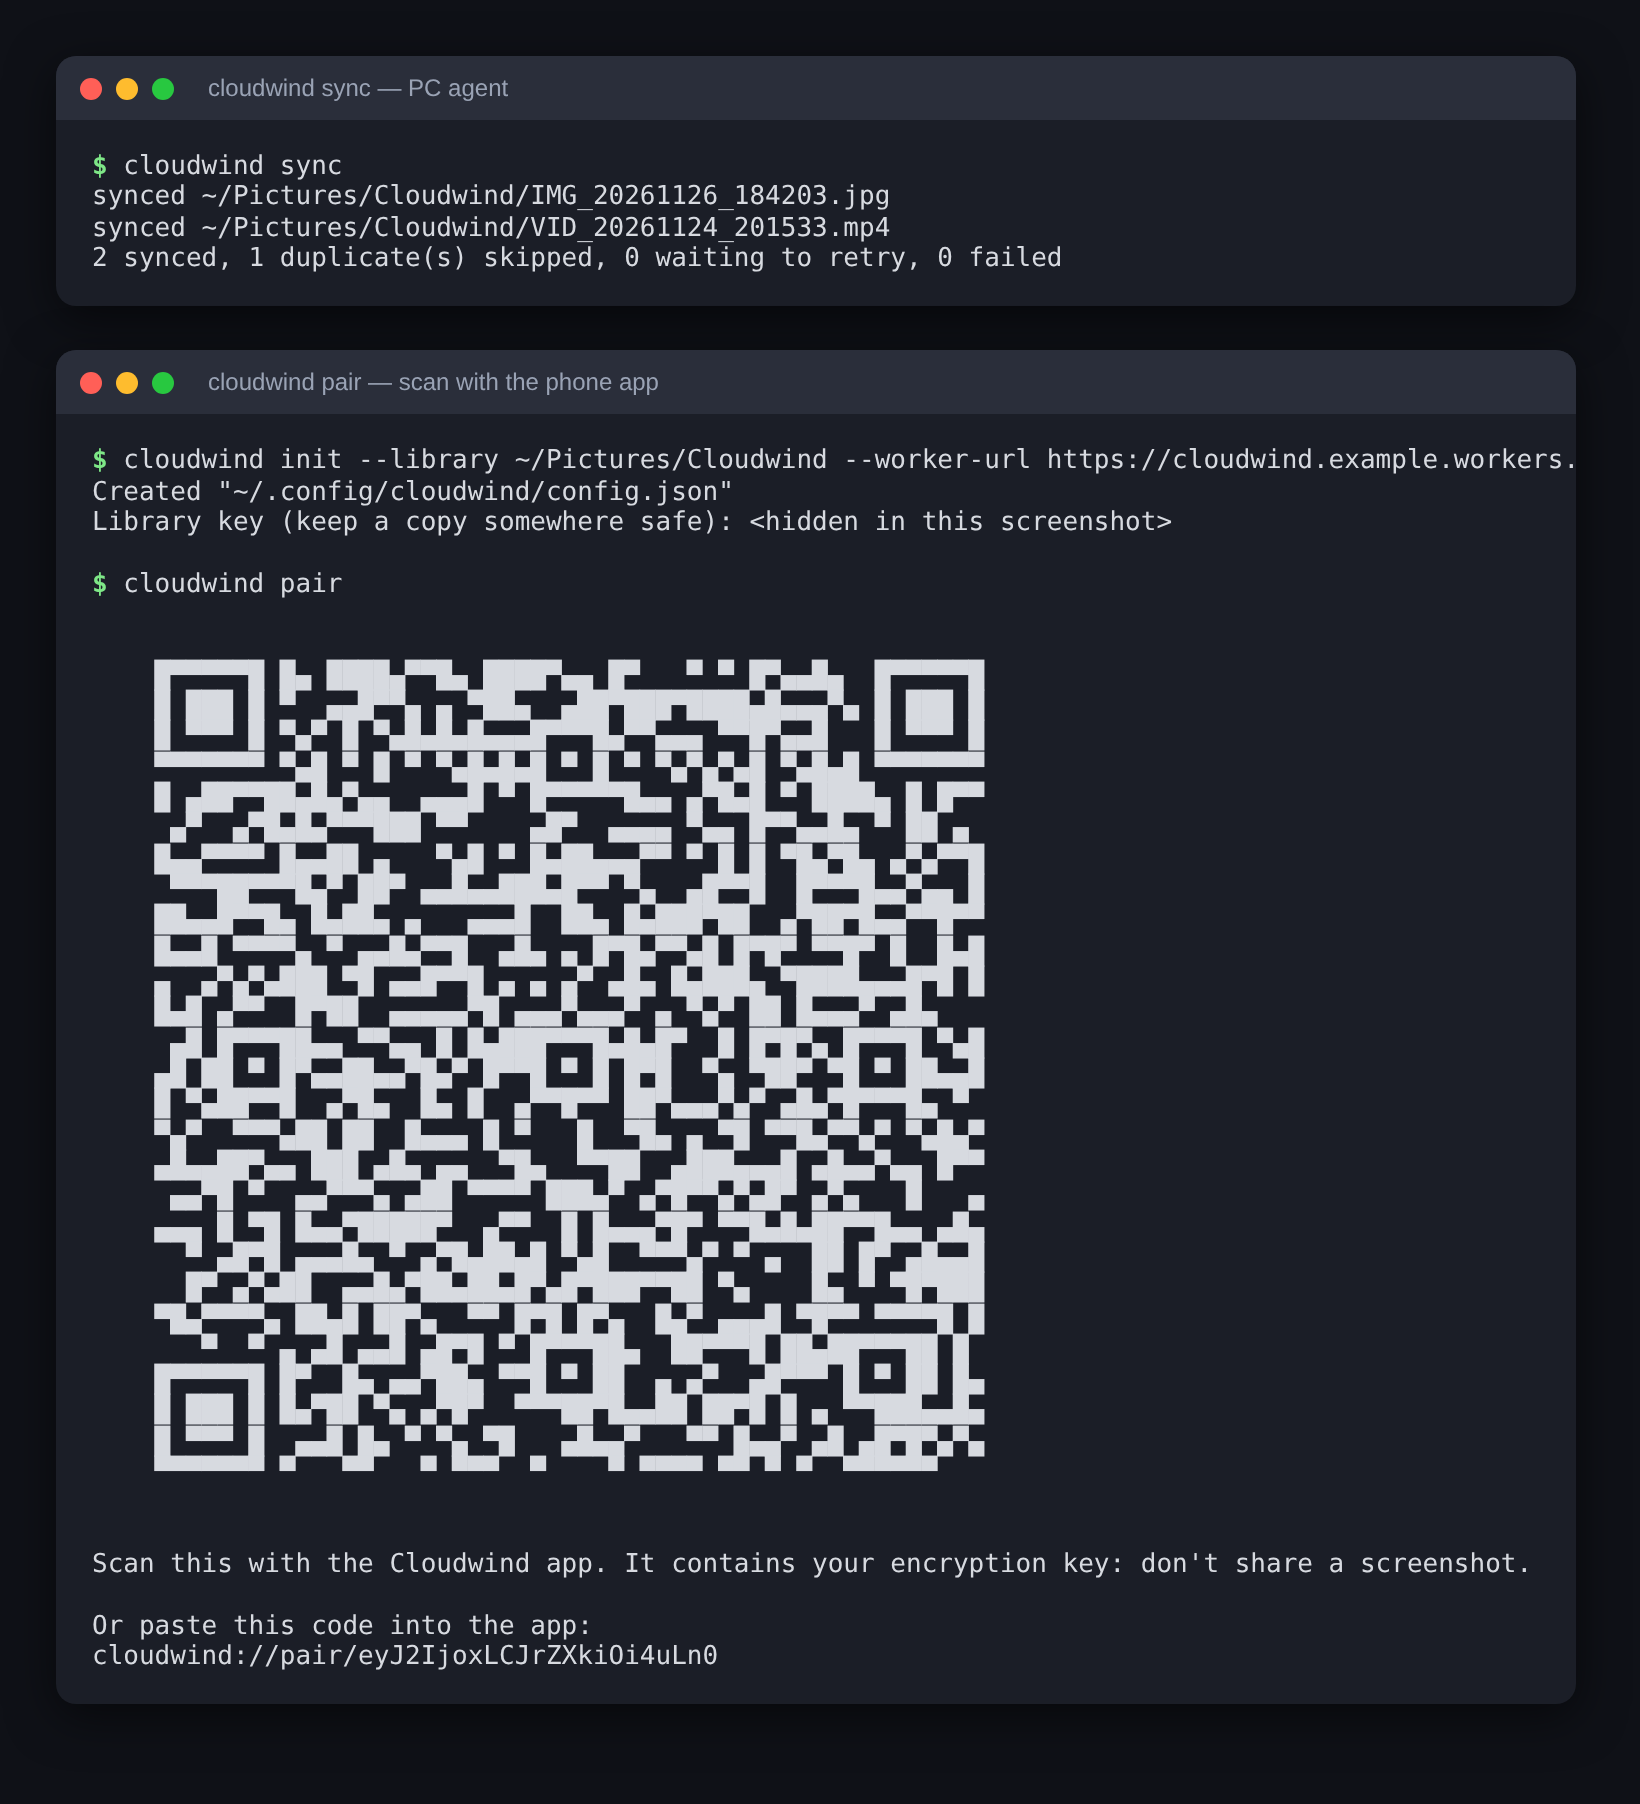 cloudwind sync — PC agent
$ cloudwind sync
synced ~/Pictures/Cloudwind/IMG_20261126_184203.jpg
synced ~/Pictures/Cloudwind/VID_20261124_201533.mp4
2 synced, 1 duplicate(s) skipped, 0 waiting to retry, 0 failed
cloudwind pair — scan with the phone app
$ cloudwind init --library ~/Pictures/Cloudwind --worker-url https://cloudwind.example.workers.
Created "~/.config/cloudwind/config.json"
Library key (keep a copy somewhere safe): <hidden in this screenshot>
$ cloudwind pair
Scan this with the Cloudwind app. It contains your encryption key: don't share a screenshot.
Or paste this code into the app:
cloudwind://pair/eyJ2IjoxLCJrZXkiOi4uLn0